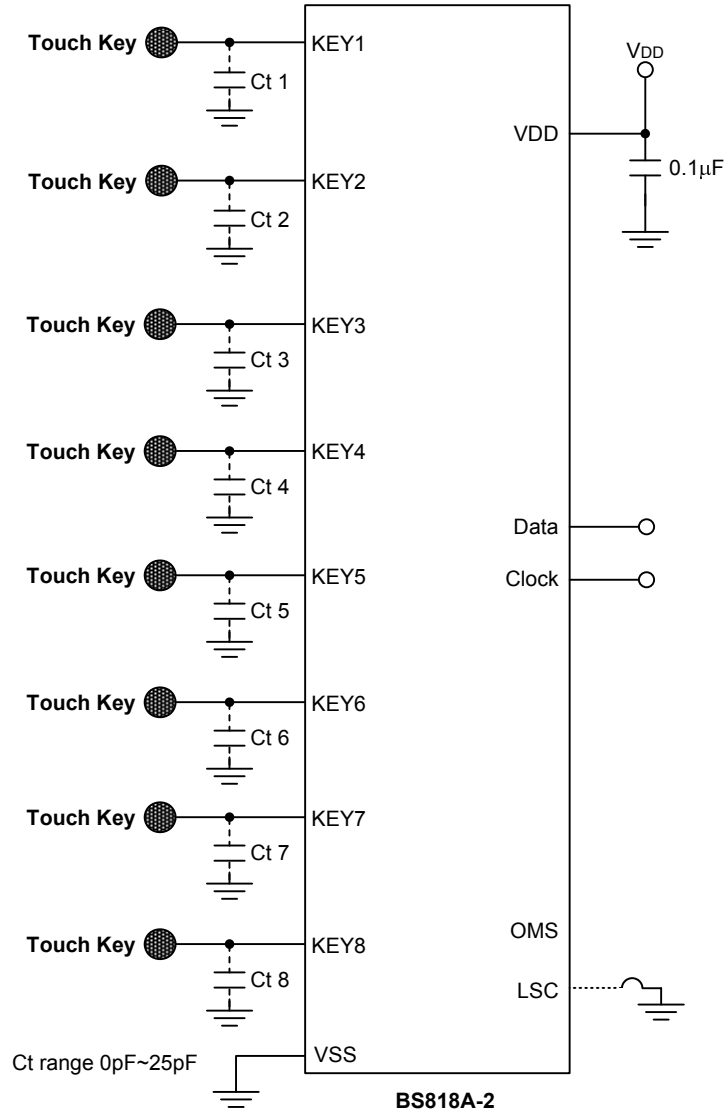 Touch Key
KEY1
Ct 1
VDD
VDD
0.1µF
Touch Key
KEY2
Ct 2
Touch Key
KEY3
Ct 3
Touch Key
KEY4
Ct 4
Data
Touch Key
KEY5
Clock
Ct 5
Touch Key
KEY6
Ct 6
Touch Key
KEY7
Ct 7
Touch Key
KEY8
OMS
Ct 8
LSC
Ct range 0pF~25pF
VSS
BS818A-2